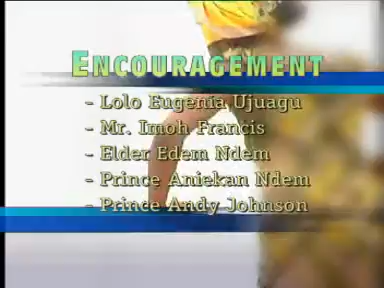 ENCOURAGEMENT
- Lolo Eugenia Ujuagu
- Mr. Imoh Francis
- Elder Edem Ndem
- Prince Aniekan Ndem
- Prince Andy Johnson